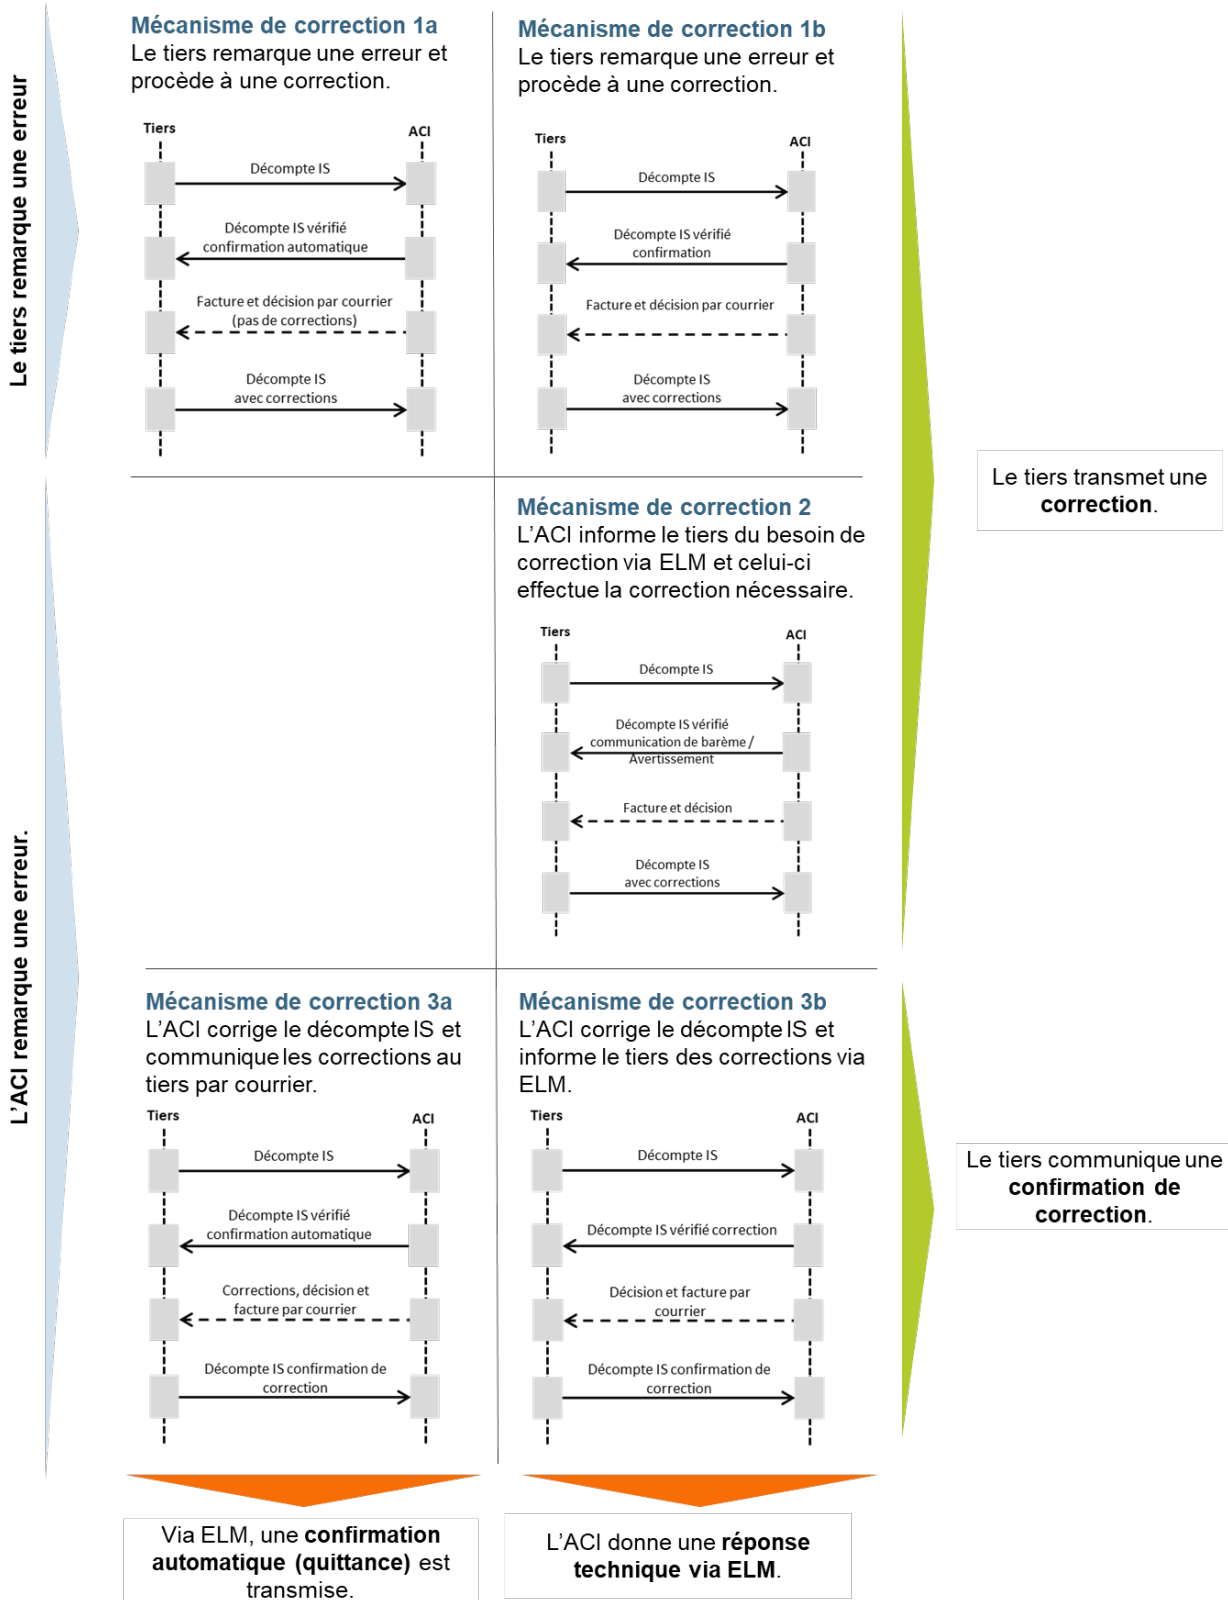 Le tiers remarque une erreur
Mécanisme de correction 1a
Le tiers remarque une erreur et
procède à une correction.
Tiers
ACI
Décompte IS
Décompte IS vérifié
confirmation automatique
Facture et décision par courrier
(pas de corrections)
Décompte IS
avec corrections
Mécanisme de correction 1b
Le tiers remarque une erreur et
procède à une correction.
Tiers
ACI
Décompte IS
Décompte IS vérifié
confirmation
Facture et décision par courrier
Décompte IS
avec corrections
Le tiers transmet une
correction.
L'ACI remarque une erreur.
Mécanisme de correction 2
L'ACI informe le tiers du besoin de
correction via ELM et celui-ci
effectue la correction nécessaire.
Tiers
ACI
Décompte IS
Décompte IS vérifié
communication de barème /
Avertissement
Facture et décision
Décompte IS
avec corrections
Mécanisme de correction 3a
L'ACI corrige le décompte IS et
communique les corrections au
tiers par courrier.
Tiers
ACI
Décompte IS
Décompte IS vérifié
confirmation automatique
Corrections, décision et
facture par courrier
Décompte IS confirmation de
correction
Mécanisme de correction 3b
L'ACI corrige le décompte IS et
informe le tiers des corrections via
ELM.
Tiers
ACI
Décompte IS
Décompte IS vérifié correction
Décision et facture par
courrier
Décompte IS confirmation de
correction
Le tiers communique une
confirmation de
correction.
Via ELM, une confirmation
automatique (quittance) est
transmise.
L'ACI donne une réponse
technique via ELM.